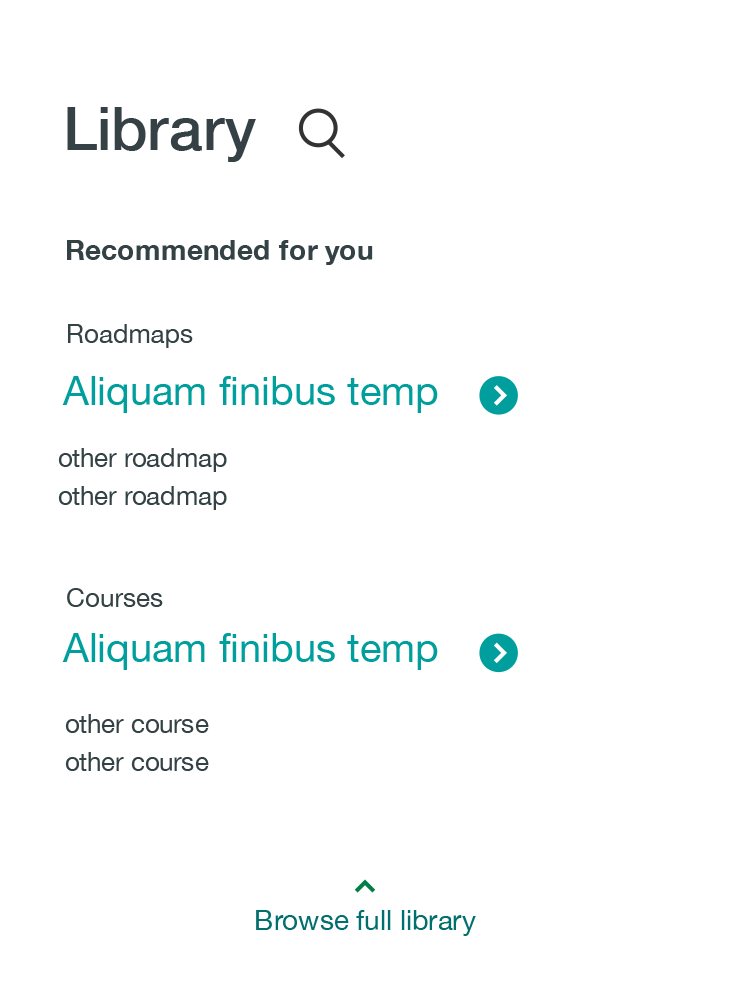 Library
Recommended for you
Roadmaps
Aliquam finibus temp
other roadmap
other roadmap
Courses
Aliquam finibus temp
other course
other course
Browse full library